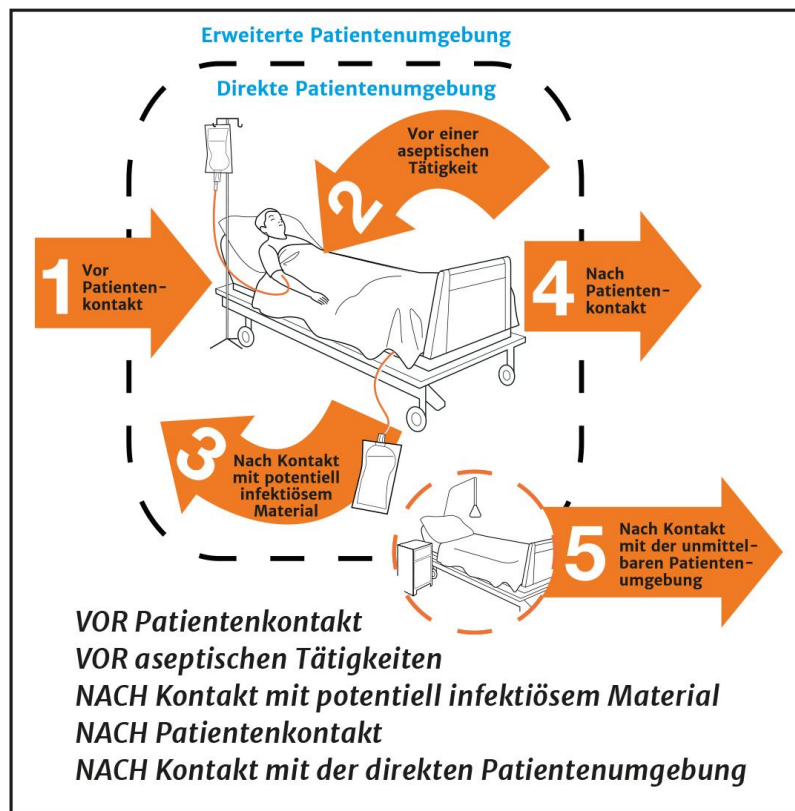 Erweiterte Patientenumgebung
Direkte Patientenumgebung
Vor einer
aseptischen
Tätigkeit
2
1
Vor
Patienten-
kontakt
4
Nach
Patienten-
kontakt
3
Nach Kontakt
mit potentiell
infektiösem
Material
5
Nach Kontakt
mit der unmittel-
baren Patienten-
umgebung
VOR Patientenkontakt
VOR aseptischen Tätigkeiten
NACH Kontakt mit potentiell infektiösem Material
NACH Patientenkontakt
NACH Kontakt mit der direkten Patientenumgebung